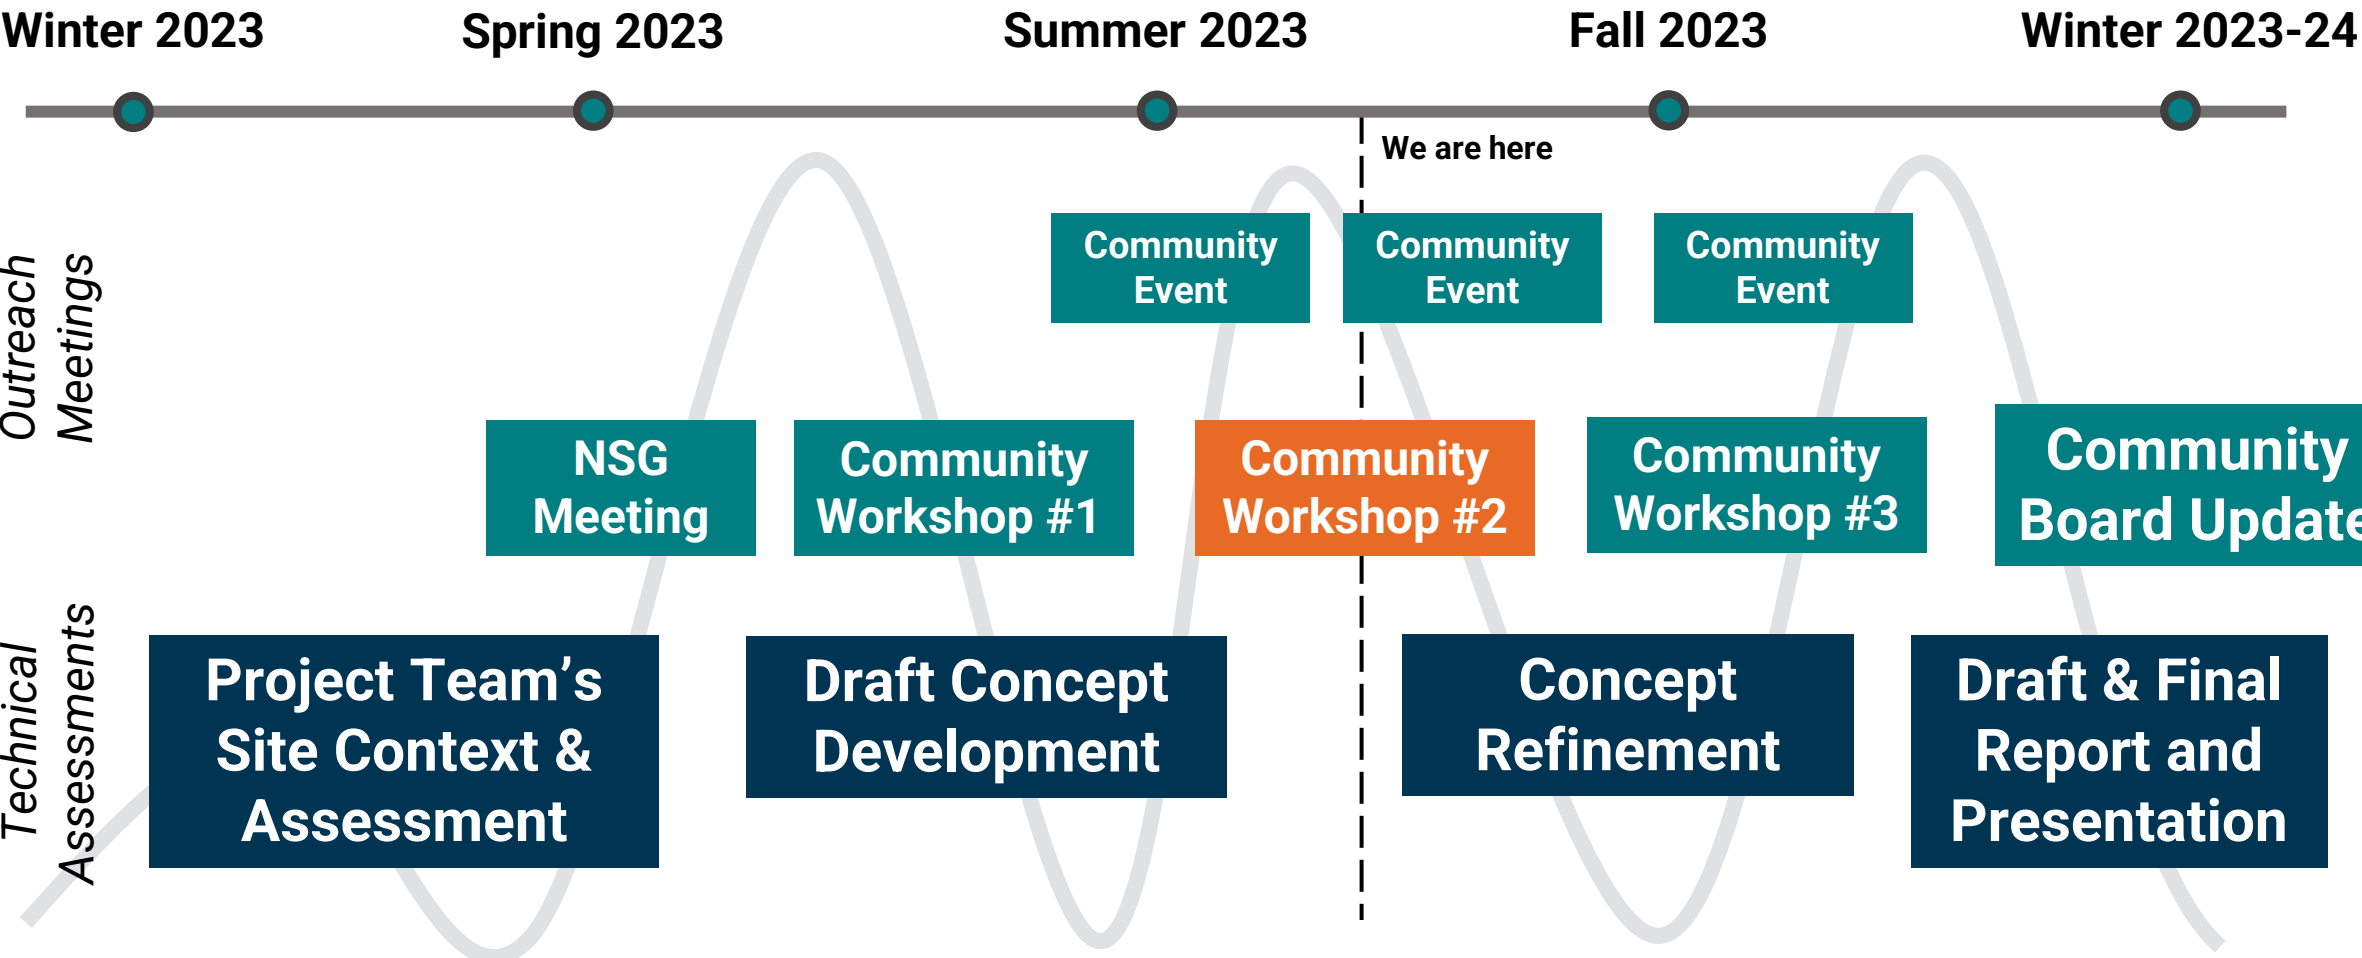 Winter 2023
Spring 2023
Summer 2023
Fall 2023
Winter 2023-24
We are here
Outreach
Meetings
Community
Event
Community
Event
Community
Event
NSG
Meeting
Community
Workshop #1
Community
Workshop #2
Community
Workshop #3
Community
Board Update
Technical
Assessments
Project Team’s
Site Context &
Assessment
Draft Concept
Development
Concept
Refinement
Draft & Final
Report and
Presentation